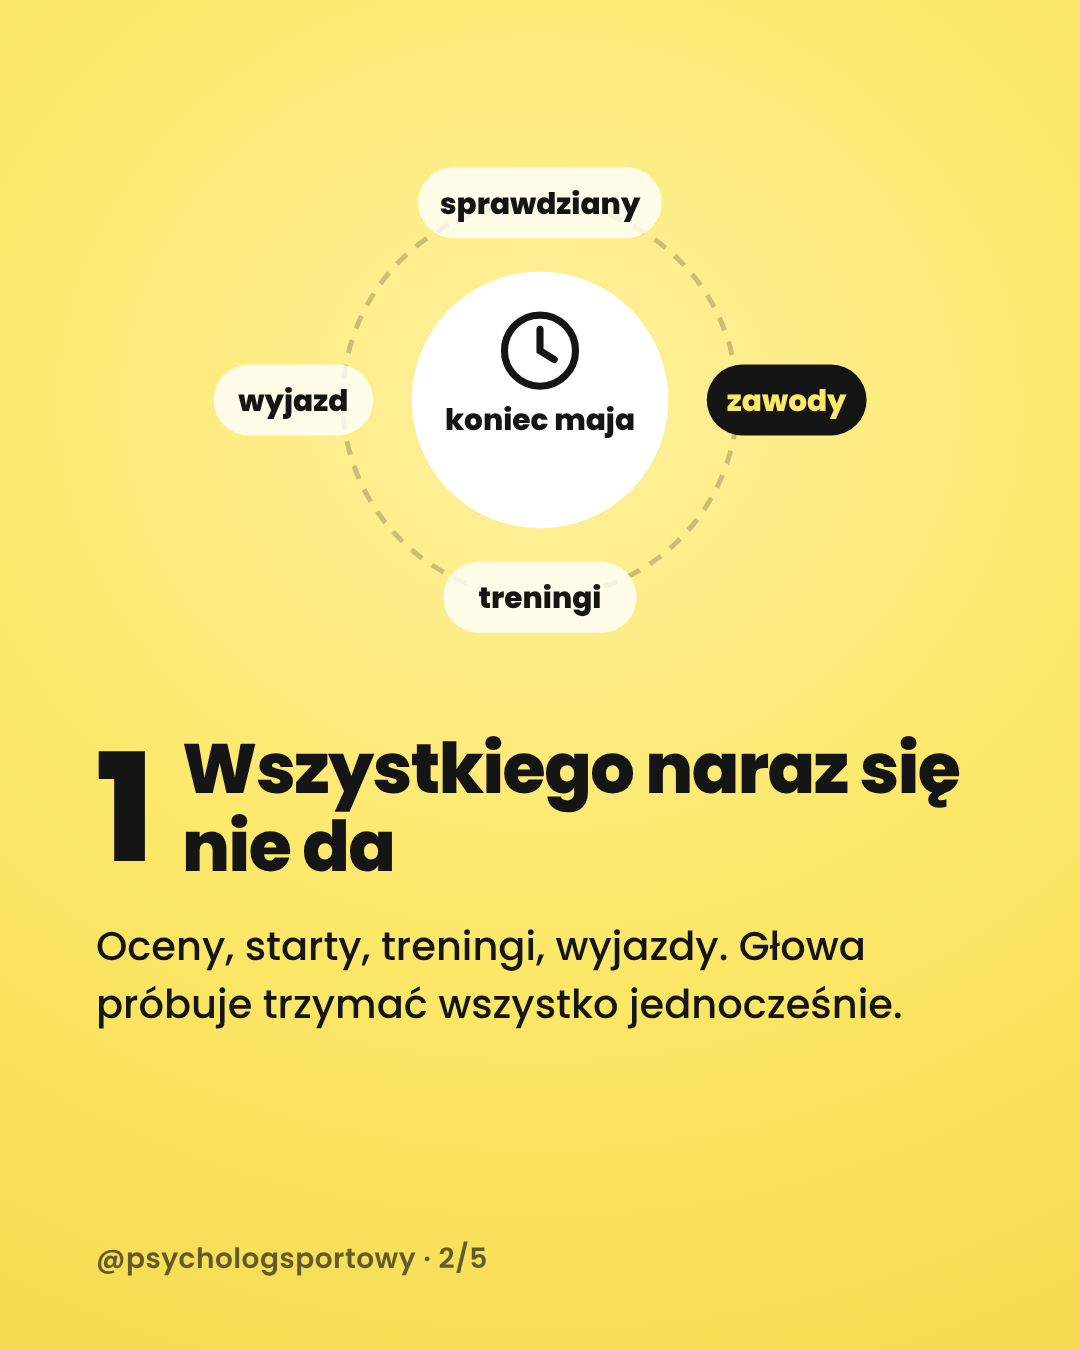 sprawdziany
wyjazd
koniec maja
zawody
treningi
1 Wszystkiego naraz się
nie da
Oceny, starty, treningi, wyjazdy. Głowa
próbuje trzymać wszystko jednocześnie.
@psychologsportowy · 2/5